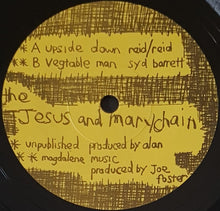 * A upside down reid/reid
* * B Vegtable man syd barrett
the
Jesus and marychain
* unpublished produced by alan
* * magdalene music
produced by Joe
foster